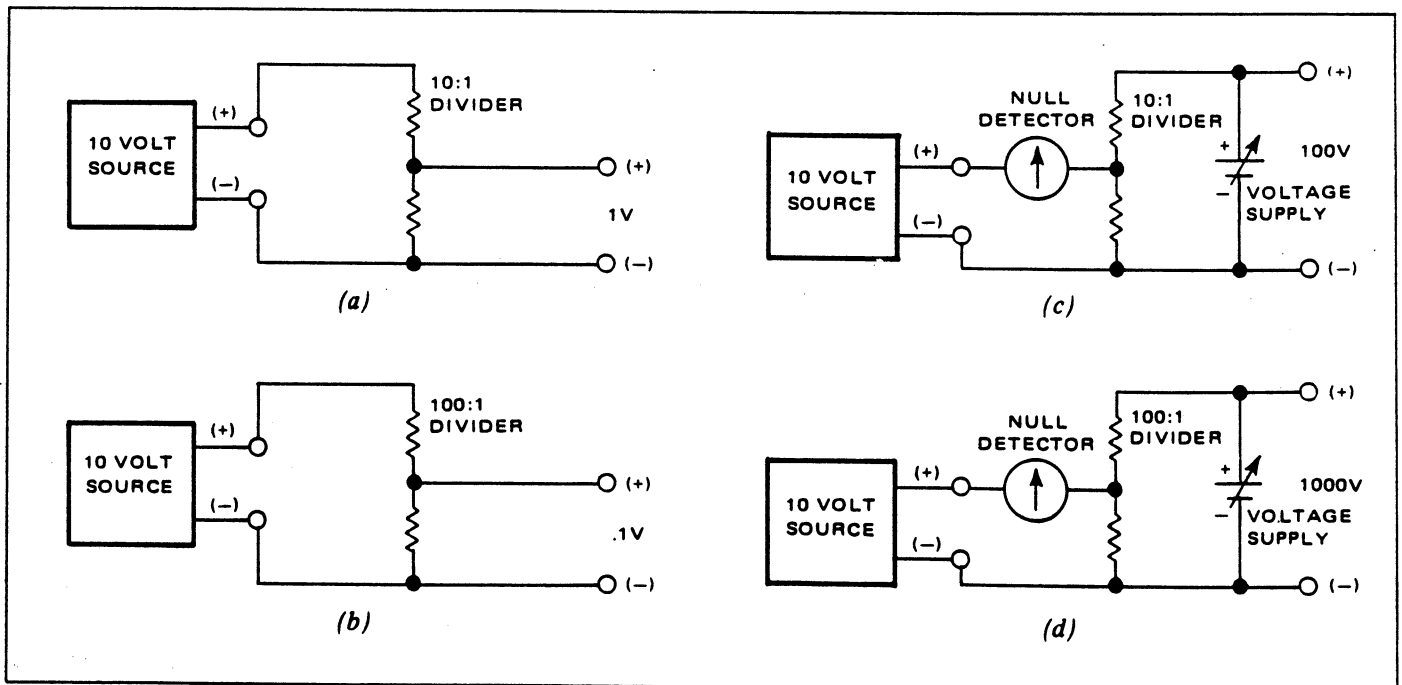 10:1
DIVIDER
(+)
10 VOLT
SOURCE
(−)
(+)
1V
(−)
(a)
100:1
DIVIDER
(+)
10 VOLT
SOURCE
(−)
(+)
.1V
(−)
(b)
NULL
DETECTOR
10:1
DIVIDER
(+)
(+)
10 VOLT
SOURCE
(−)
+
100V
−
VOLTAGE
SUPPLY
(−)
(c)
NULL
DETECTOR
100:1
DIVIDER
(+)
(+)
10 VOLT
SOURCE
(−)
+
1000V
−
VOLTAGE
SUPPLY
(−)
(d)